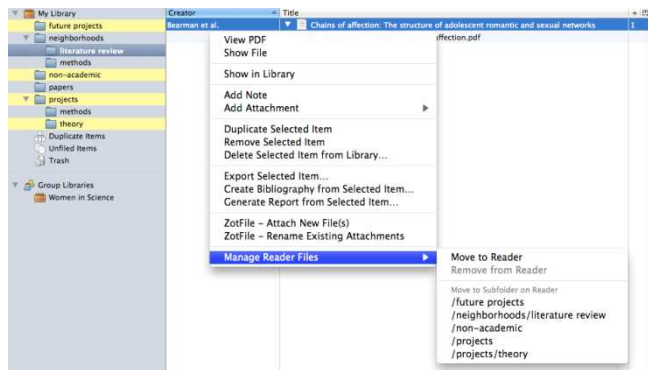 My Library
future projects
neighborhoods
literature review
methods
non-academic
papers
projects
methods
theory
Duplicate Items
Unfiled Items
Trash
Group Libraries
Women in Science
Creator
Title
+
Bearman et al.
Chains of affection: The structure of adolescent romantic and sexual networks
1
ffection.pdf
View PDF
Show File
Show in Library
Add Note
Add Attachment
Duplicate Selected Item
Remove Selected Item
Delete Selected Item from Library...
Export Selected Item...
Create Bibliography from Selected Item...
Generate Report from Selected Item...
ZotFile – Attach New File(s)
ZotFile – Rename Existing Attachments
Manage Reader Files
Move to Reader
Remove from Reader
Move to Subfolder on Reader
/future projects
/neighborhoods/literature review
/non-academic
/projects
/projects/theory